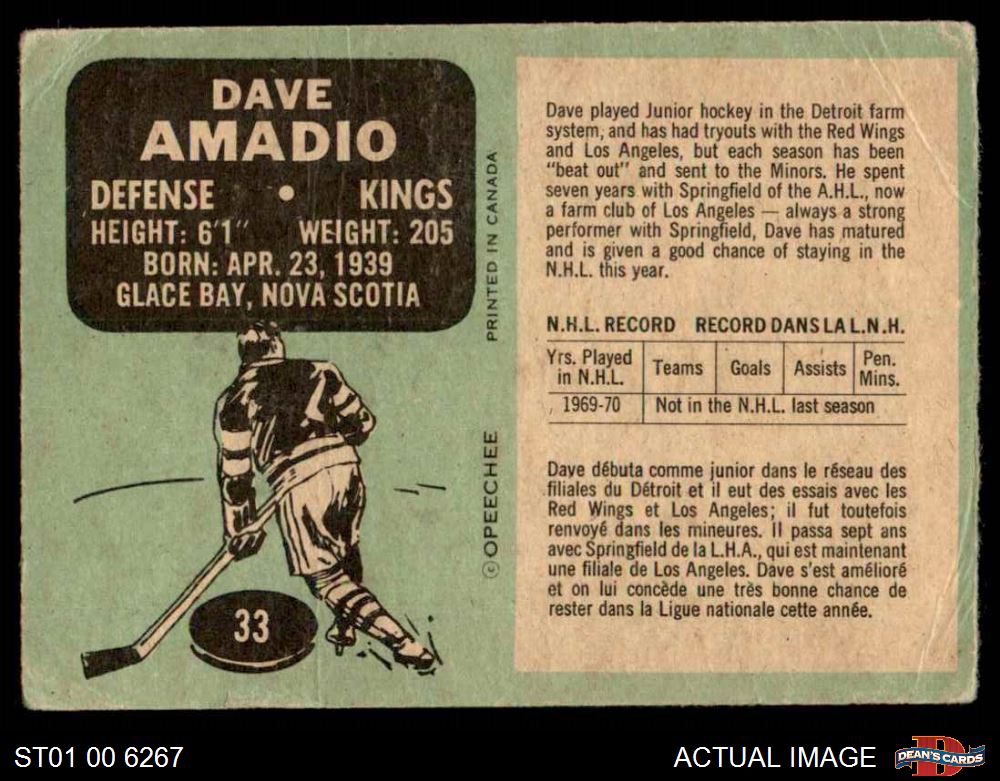 DAVE
AMADIO
DEFENSE • KINGS
HEIGHT: 6'1" WEIGHT: 205
BORN: APR. 23, 1939
GLACE BAY, NOVA SCOTIA
33
© OPEECHEE PRINTED IN CANADA
Dave played Junior hockey in the Detroit farm
system, and has had tryouts with the Red Wings
and Los Angeles, but each season has been
"beat out" and sent to the Minors. He spent
seven years with Springfield of the A.H.L., now
a farm club of Los Angeles — always a strong
performer with Springfield, Dave has matured
and is given a good chance of staying in the
N.H.L. this year.
N.H.L. RECORD RECORD DANS LA L.N.H.
Yrs. Played
in N.H.L. Teams Goals Assists Pen.
Mins.
1969-70 Not in the N.H.L. last season
Dave débuta comme junior dans le réseau des
filiales du Détroit et il eut des essais avec les
Red Wings et Los Angeles; il fut toutefois
renvoyé dans les mineures. Il passa sept ans
avec Springfield de la L.H.A., qui est maintenant
une filiale de Los Angeles. Dave s'est amélioré
et on lui concède une très bonne chance de
rester dans la Ligue nationale cette année.
ST01 00 6267
ACTUAL IMAGE
DEAN'S CARDS